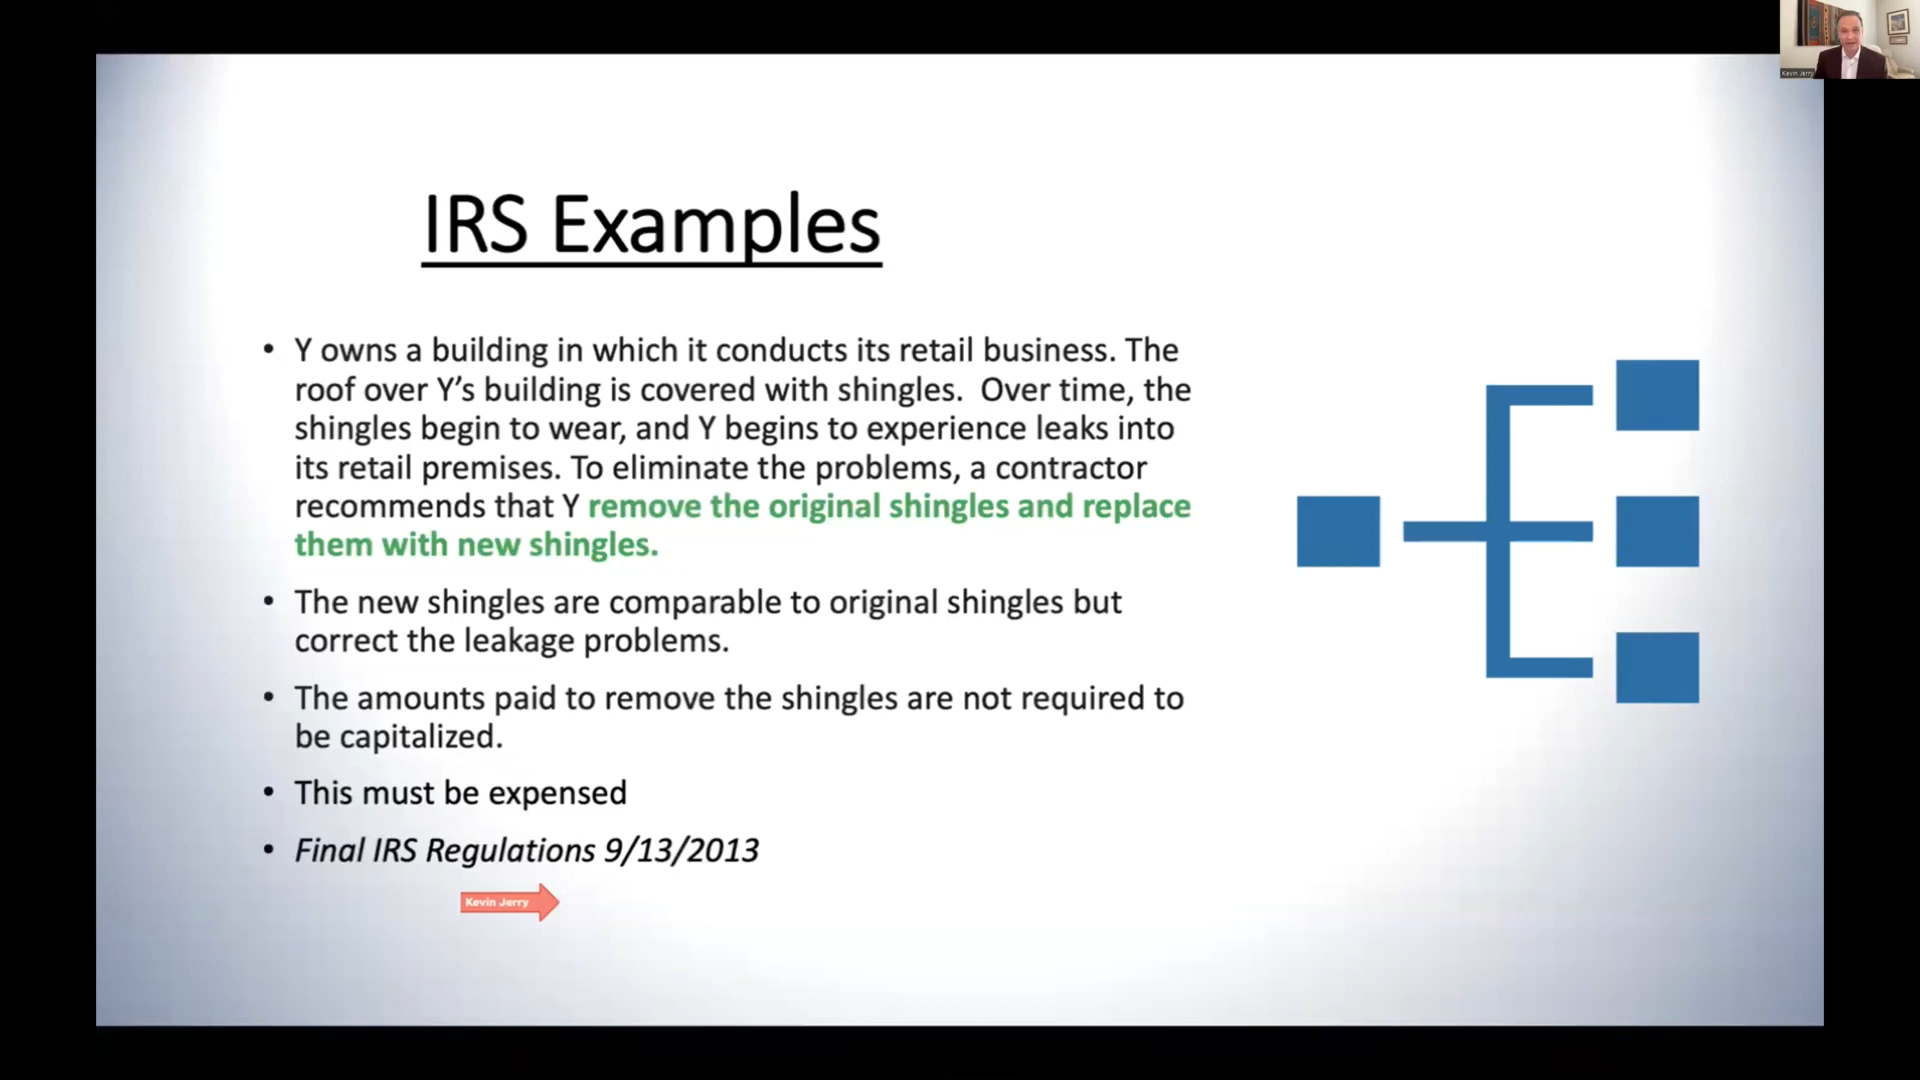 Kevin Jerry
IRS Examples
• Y owns a building in which it conducts its retail business. The
roof over Y’s building is covered with shingles.  Over time, the
shingles begin to wear, and Y begins to experience leaks into
its retail premises. To eliminate the problems, a contractor
recommends that Y remove the original shingles and replace
them with new shingles.
• The new shingles are comparable to original shingles but
correct the leakage problems.
• The amounts paid to remove the shingles are not required to
be capitalized.
• This must be expensed
• Final IRS Regulations 9/13/2013
Kevin Jerry